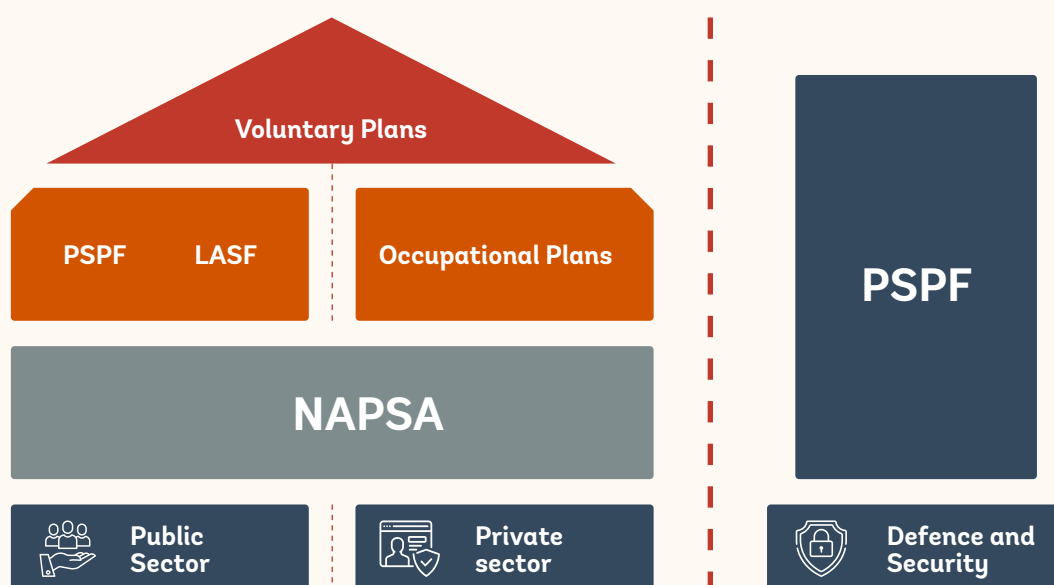 Voluntary Plans
PSPF
LASF
Occupational Plans
PSPF
NAPSA
Public
Sector
Private
sector
Defence and
Security